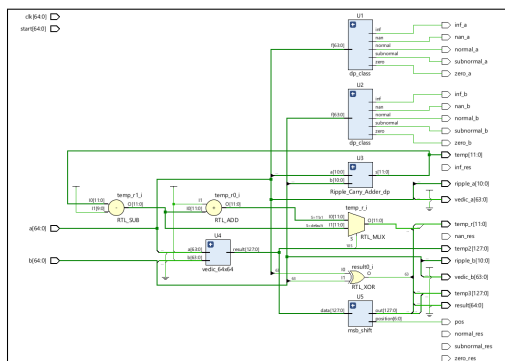 clk[64:0]
start[64:0]
a[64:0]
b[64:0]
temp_r1_i
I0[11:0]
I1[9:0]
O[11:0]
RTL_SUB
temp_r0_i
I1
I0[11:0]
O[11:0]
RTL_ADD
U4
a[63:0]
b[63:0]
result[127:0]
vedic_64x64
U1
f[63:0]
inf
nan
normal
subnormal
zero
dp_class
U2
f[63:0]
inf
nan
normal
subnormal
zero
dp_class
U3
a[10:0]
b[10:0]
s[11:0]
Ripple_Carry_Adder_dp
temp_r_i
I0[11:0]
I1[11:0]
S=default
S
O[11:0]
RTL_MUX
result0_i
I0
I1
O
RTL_XOR
U5
data[127:0]
out[127:0]
position[6:0]
msb_shift
inf_a
nan_a
normal_a
subnormal_a
zero_a
inf_b
nan_b
normal_b
subnormal_b
zero_b
temp[11:0]
inf_res
ripple_a[10:0]
vedic_a[63:0]
temp_r[11:0]
nan_res
temp2[127:0]
ripple_b[10:0]
vedic_b[63:0]
temp3[127:0]
result[64:0]
pos
normal_res
subnormal_res
zero_res